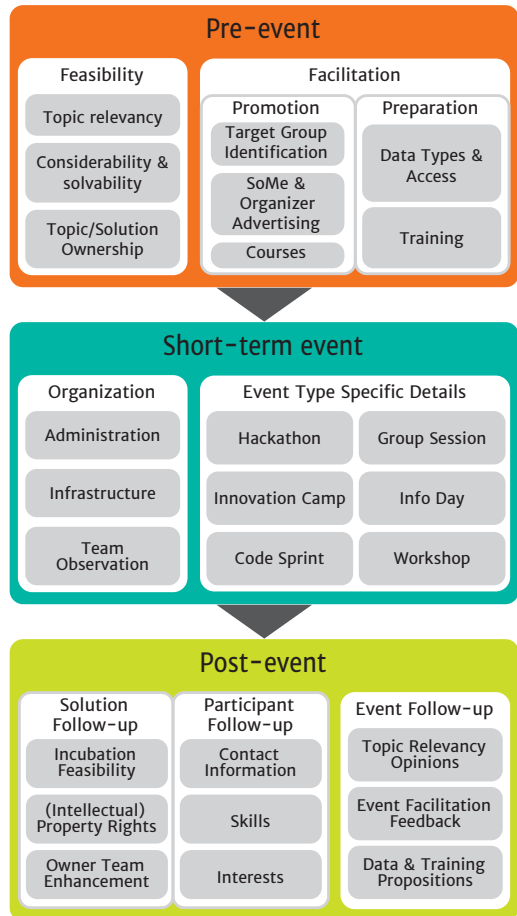 Pre-event
Feasibility
Topic relevancy
Considerability &
solvability
Topic/Solution
Ownership
Facilitation
Promotion
Target Group
Identification
SoMe &
Organizer
Advertising
Courses
Preparation
Data Types &
Access
Training
Short-term event
Organization
Administration
Infrastructure
Team
Observation
Event Type Specific Details
Hackathon
Group Session
Innovation Camp
Info Day
Code Sprint
Workshop
Post-event
Solution
Follow-up
Incubation
Feasibility
(Intellectual)
Property Rights
Owner Team
Enhancement
Participant
Follow-up
Contact
Information
Skills
Interests
Event Follow-up
Topic Relevancy
Opinions
Event Facilitation
Feedback
Data & Training
Propositions